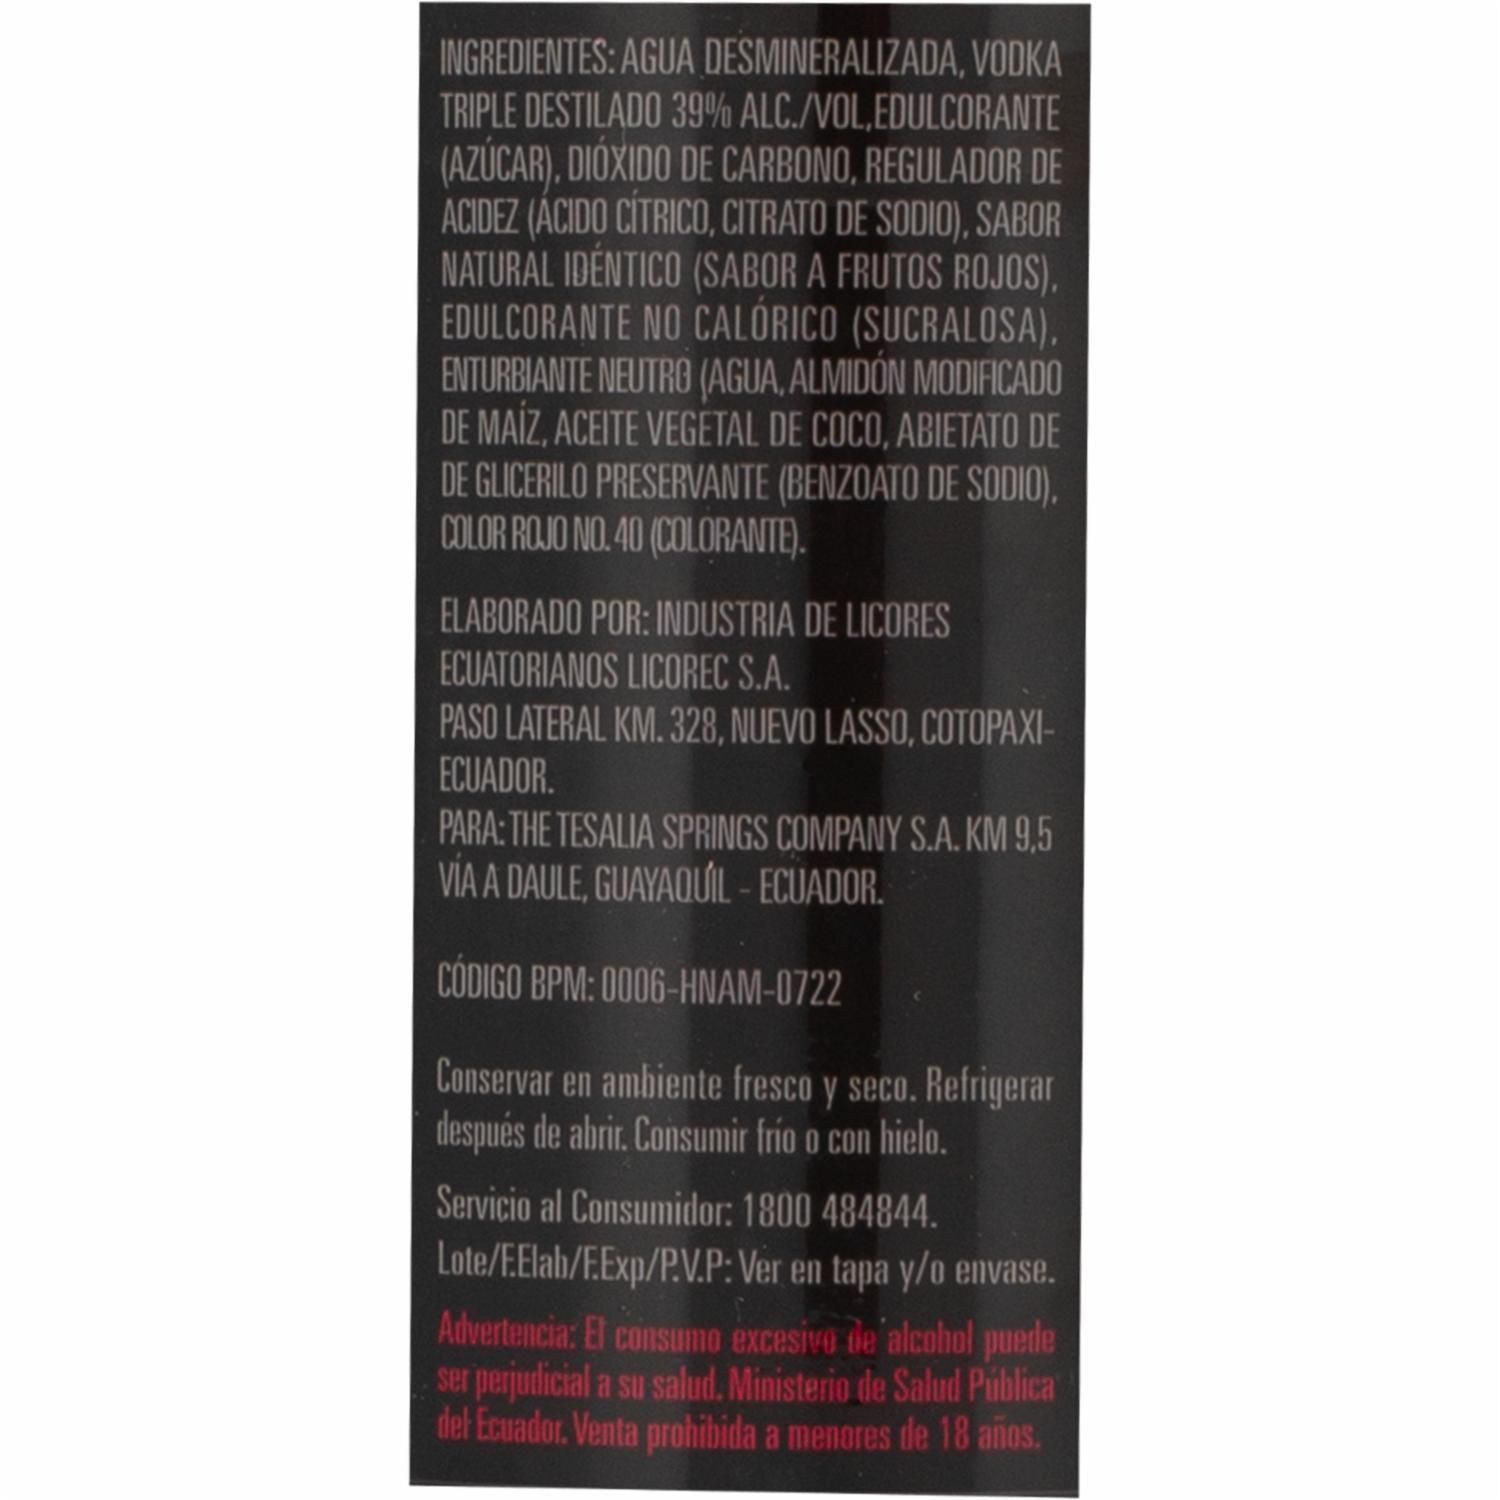 INGREDIENTES: AGUA DESMINERALIZADA, VODKA
TRIPLE DESTILADO 39% ALC./VOL,EDULCORANTE
(AZÚCAR), DIÓXIDO DE CARBONO, REGULADOR DE
ACIDEZ (ÁCIDO CÍTRICO, CITRATO DE SODIO), SABOR
NATURAL IDÉNTICO (SABOR A FRUTOS ROJOS),
EDULCORANTE NO CALÓRICO (SUCRALOSA),
ENTURBIANTE NEUTRO (AGUA, ALMIDÓN MODIFICADO
DE MAÍZ, ACEITE VEGETAL DE COCO, ABIETATO DE
DE GLICERILO PRESERVANTE (BENZOATO DE SODIO),
COLOR ROJO NO. 40 (COLORANTE).
ELABORADO POR: INDUSTRIA DE LICORES
ECUATORIANOS LICOREC S.A.
PASO LATERAL KM. 328, NUEVO LASSO, COTOPAXI-
ECUADOR.
PARA: THE TESALIA SPRINGS COMPANY S.A. KM 9,5
VÍA A DAULE, GUAYAQUÍL - ECUADOR.
CÓDIGO BPM: 0006-HNAM-0722
Conservar en ambiente fresco y seco. Refrigerar
después de abrir. Consumir frío o con hielo.
Servicio al Consumidor: 1800 484844.
Lote/F.Elab/F.Exp/P.V.P: Ver en tapa y/o envase.
Advertencia: El consumo excesivo de alcohol puede
ser perjudicial a su salud. Ministerio de Salud Pública
del Ecuador. Venta prohibida a menores de 18 años.